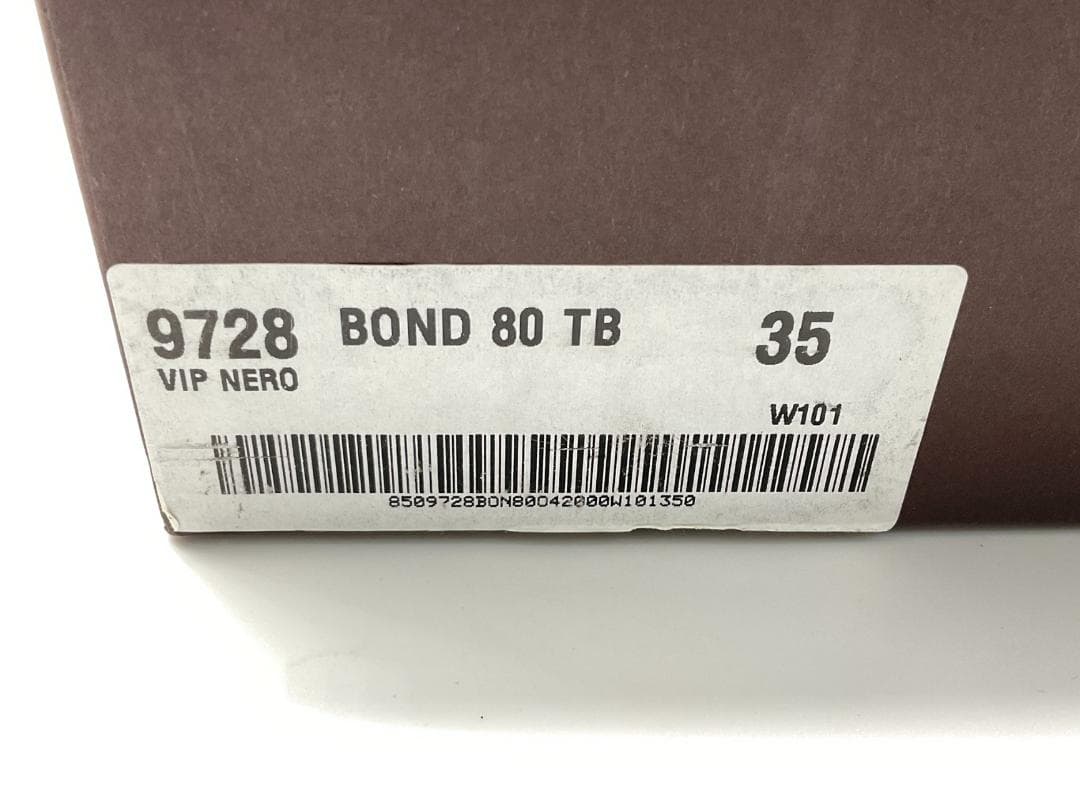 9728 BOND 80 TB 35
VIP NERO
W101
8509728BON80042000W101350